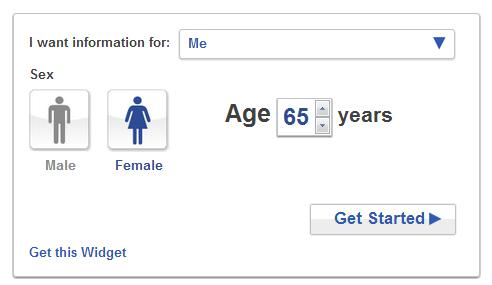 I want information for: Me
Sex
Male Female
Age 65 years
Get Started
Get this Widget